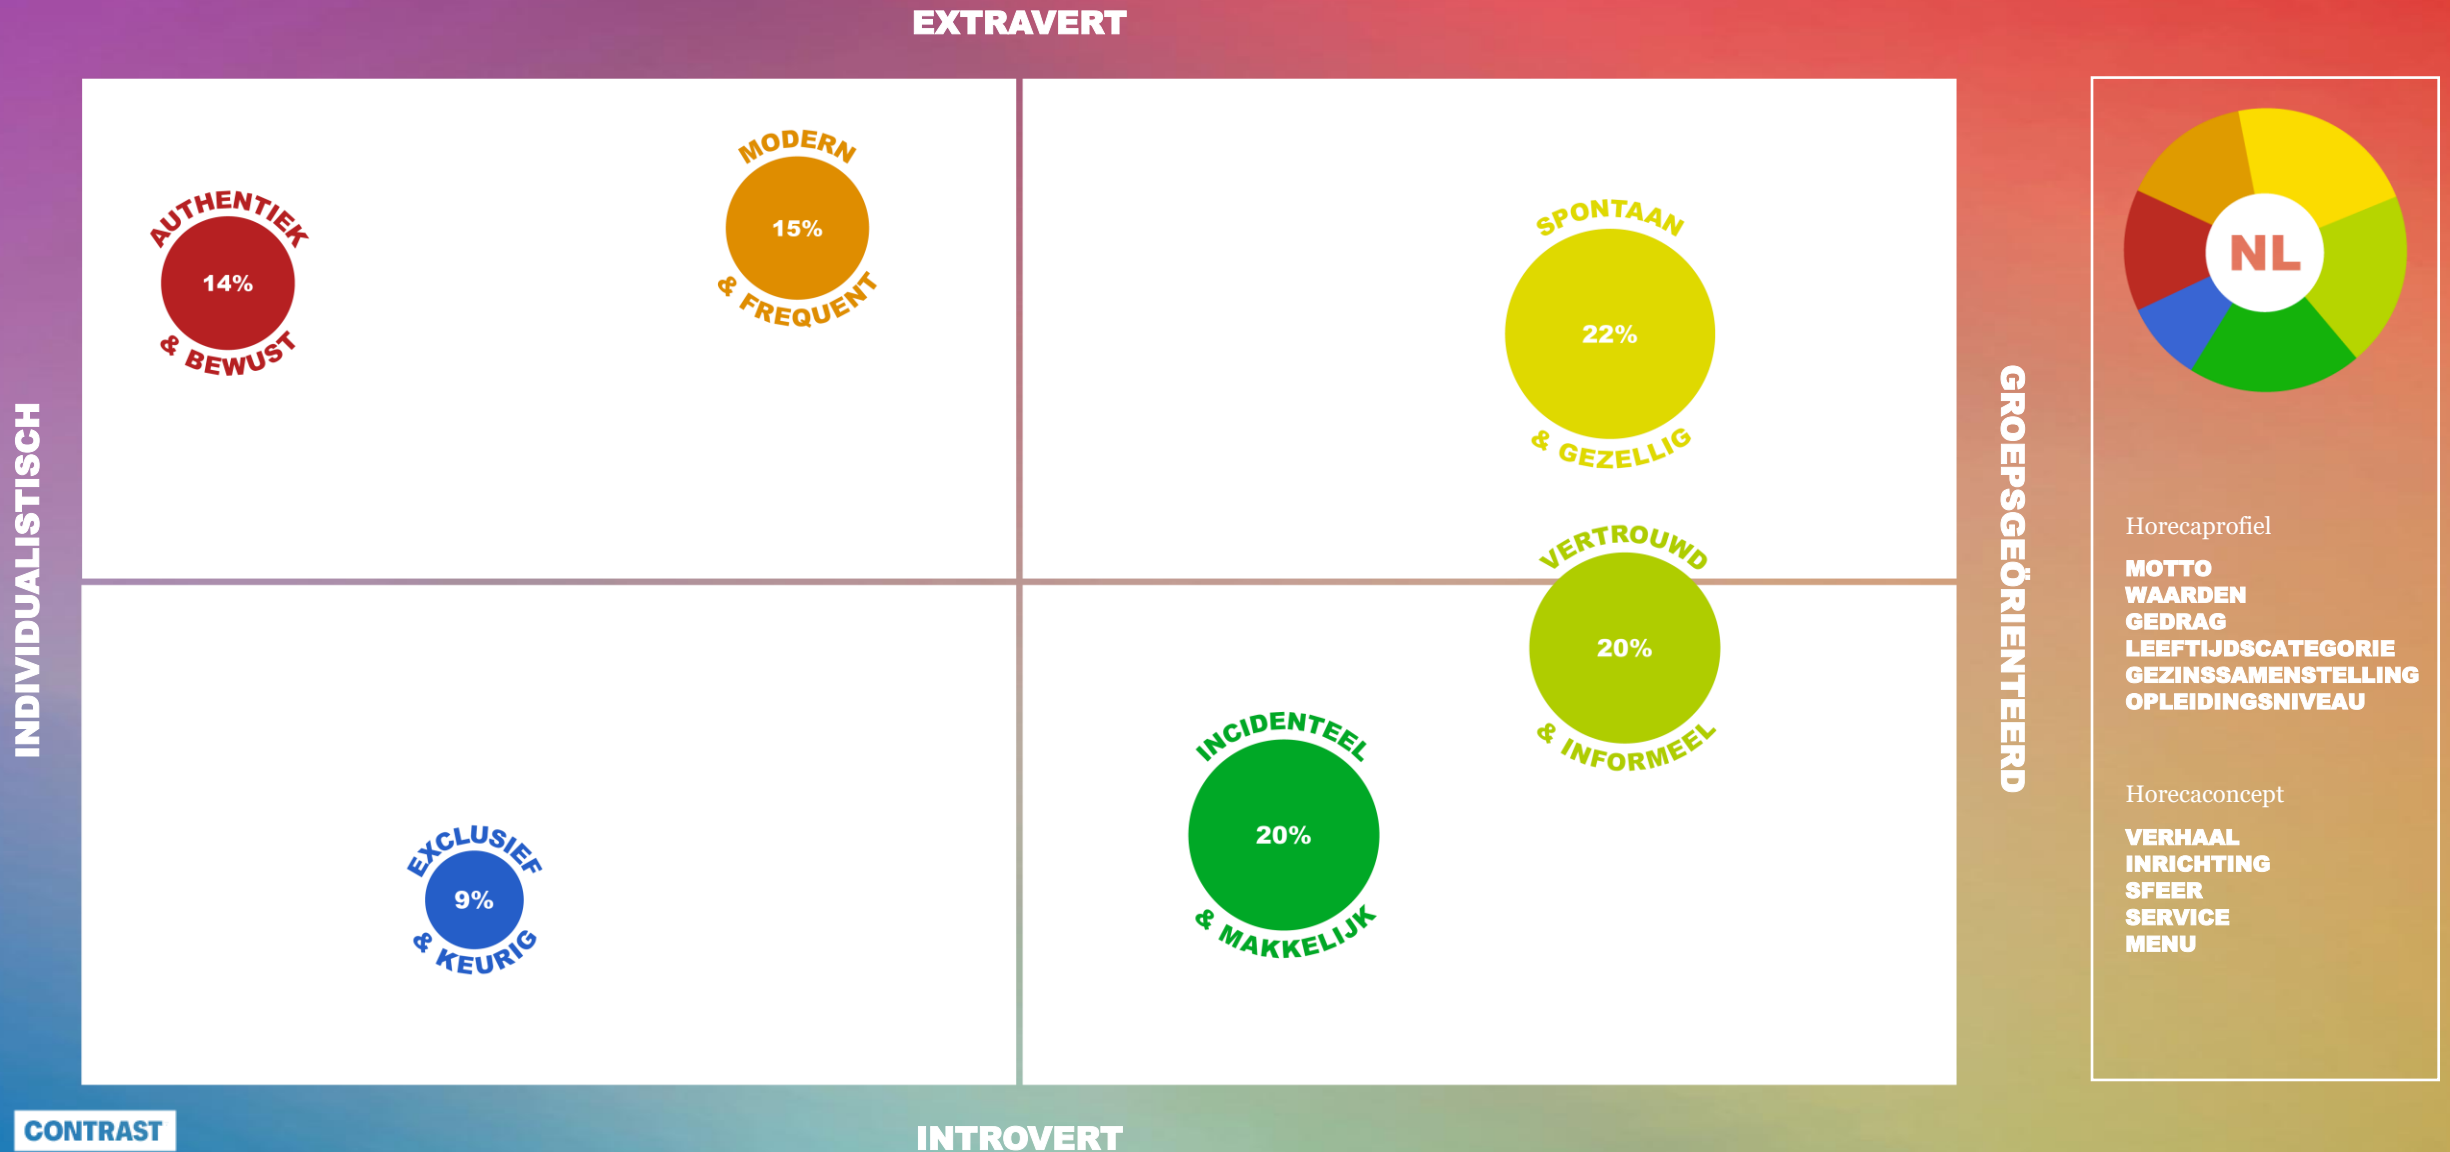 EXTRAVERT
MODERN
15%
& FREQUENT
AUTHENTIEK
14%
& BEWUST
SPONTAAN
22%
& GEZELLIG
VERTROUWD
20%
& INFORMEEL
INCIDENTEEL
20%
& MAKKELIJK
EXCLUSIEF
9%
& KEURIG
INDIVIDUALISTISCH
GROEPSGEÖRIENTEERD
INTROVERT
CONTRAST
NL
Horecaprofiel
MOTTO
WAARDEN
GEDRAG
LEEFTIJDSCATEGORIE
GEZINSSAMENSTELLING
OPLEIDINGSNIVEAU
Horecaconcept
VERHAAL
INRICHTING
SFEER
SERVICE
MENU